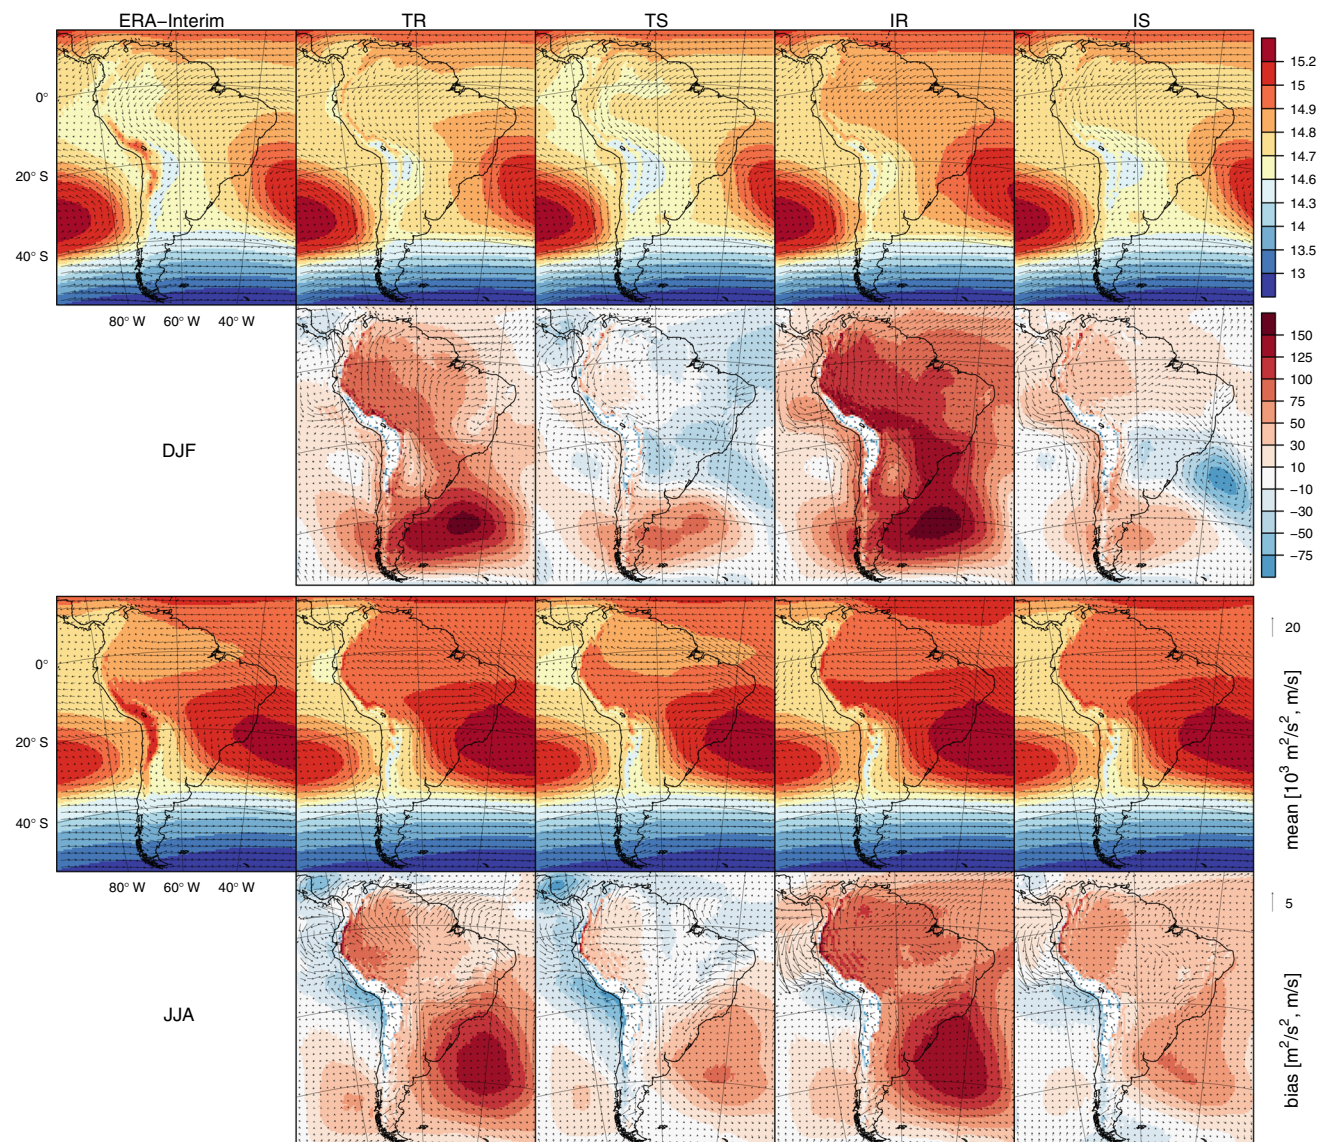 ERA−Interim TR TS IR IS
0°
20° S
40° S
15.2
15
14.9
14.8
14.7
14.6
14.3
14
13.5
13
80° W 60° W 40° W
DJF
150
125
100
75
50
30
10
−10
−30
−50
−75
0°
20° S
40° S
20
mean [10³ m²/s², m/s]
80° W 60° W 40° W
JJA
5
bias [m²/s², m/s]